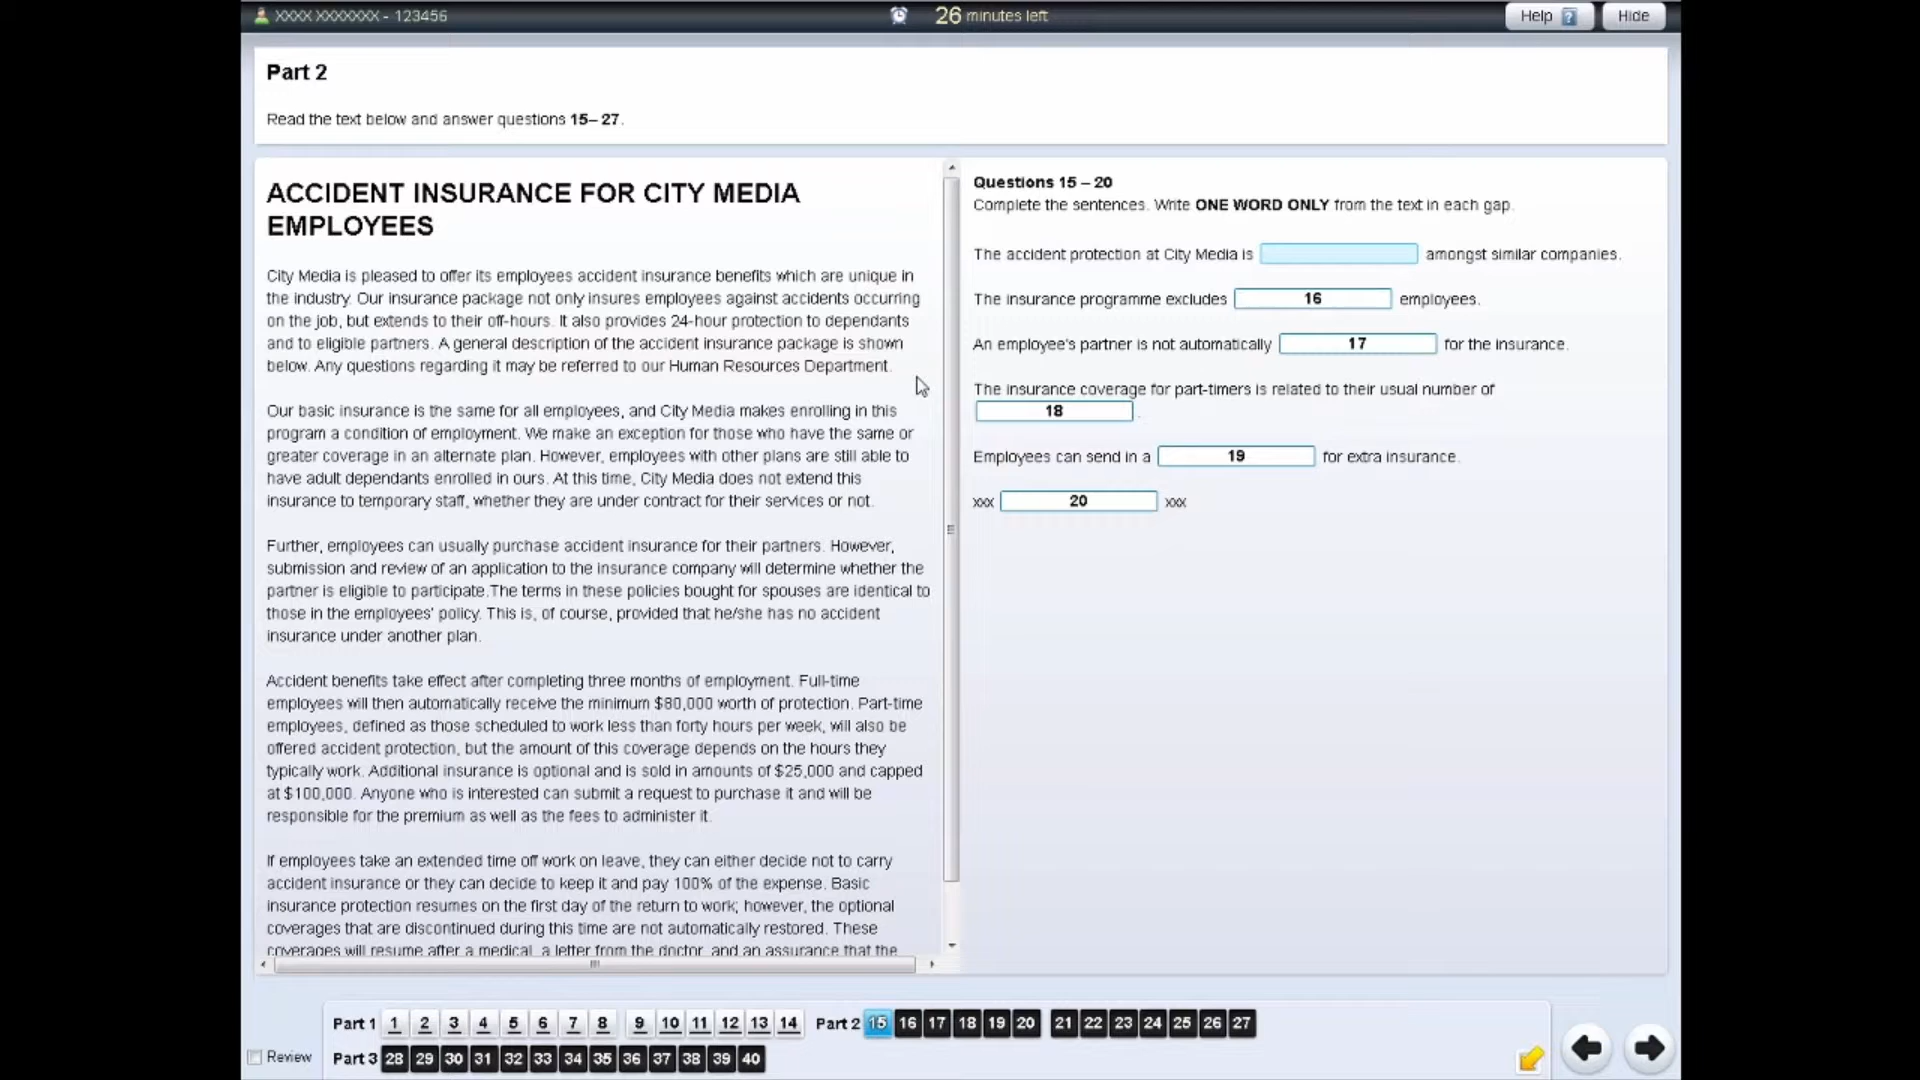 XXXX XXXXXXX - 123456
26 minutes left
Help ?
Hide
Part 2
Read the text below and answer questions 15– 27.
ACCIDENT INSURANCE FOR CITY MEDIA
EMPLOYEES
City Media is pleased to offer its employees accident insurance benefits which are unique in
the industry. Our insurance package not only insures employees against accidents occurring
on the job, but extends to their off-hours. It also provides 24-hour protection to dependants
and to eligible partners. A general description of the accident insurance package is shown
below. Any questions regarding it may be referred to our Human Resources Department.
Our basic insurance is the same for all employees, and City Media makes enrolling in this
program a condition of employment. We make an exception for those who have the same or
greater coverage in an alternate plan. However, employees with other plans are still able to
have adult dependants enrolled in ours. At this time, City Media does not extend this
insurance to temporary staff, whether they are under contract for their services or not.
Further, employees can usually purchase accident insurance for their partners. However,
submission and review of an application to the insurance company will determine whether the
partner is eligible to participate.The terms in these policies bought for spouses are identical to
those in the employees' policy. This is, of course, provided that he/she has no accident
insurance under another plan.
Accident benefits take effect after completing three months of employment. Full-time
employees will then automatically receive the minimum $80,000 worth of protection. Part-time
employees, defined as those scheduled to work less than forty hours per week, will also be
offered accident protection, but the amount of this coverage depends on the hours they
typically work. Additional insurance is optional and is sold in amounts of $25,000 and capped
at $100,000. Anyone who is interested can submit a request to purchase it and will be
responsible for the premium as well as the fees to administer it.
If employees take an extended time off work on leave, they can either decide not to carry
accident insurance or they can decide to keep it and pay 100% of the expense. Basic
insurance protection resumes on the first day of the return to work; however, the optional
coverages that are discontinued during this time are not automatically restored. These
coverages will resume after a medical, a letter from the doctor, and an assurance that the
Questions 15 – 20
Complete the sentences. Write ONE WORD ONLY from the text in each gap.
The accident protection at City Media is amongst similar companies.
The insurance programme excludes 16 employees.
An employee's partner is not automatically 17 for the insurance.
The insurance coverage for part-timers is related to their usual number of
18 .
Employees can send in a 19 for extra insurance.
xxx 20 xxx
Part 1 1 2 3 4 5 6 7 8 9 10 11 12 13 14 Part 2 15 16 17 18 19 20 21 22 23 24 25 26 27
Review Part 3 28 29 30 31 32 33 34 35 36 37 38 39 40